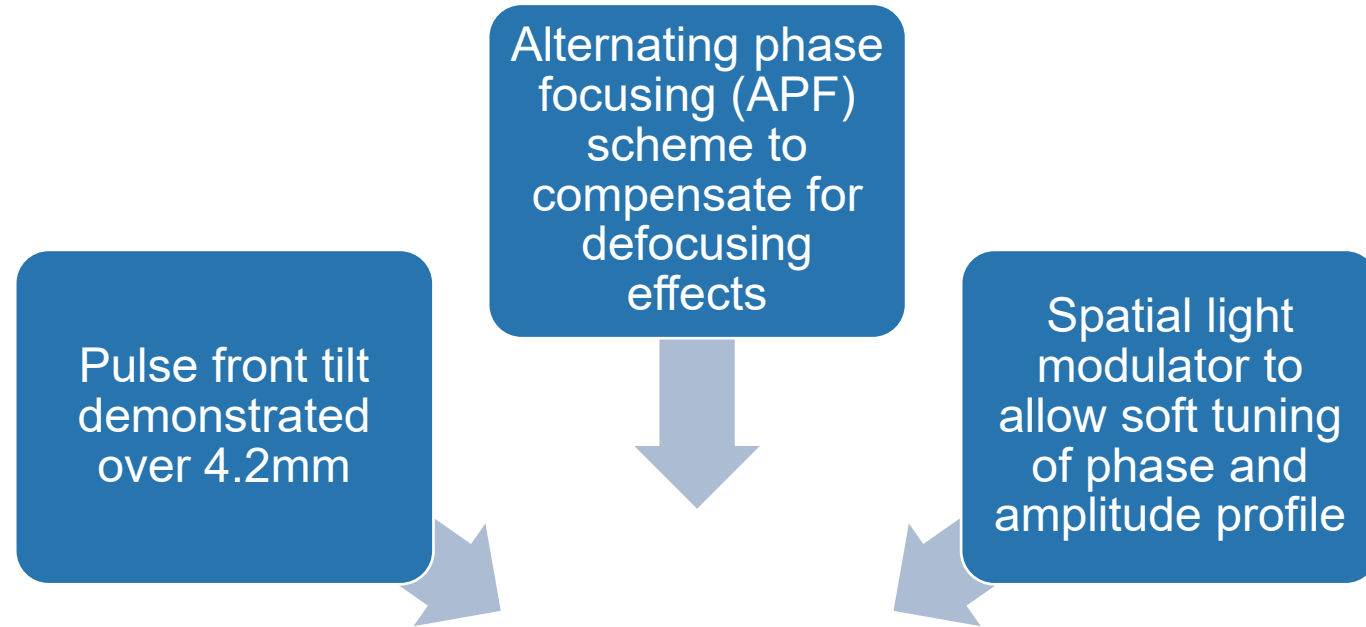 Pulse front tilt
demonstrated
over 4.2mm
Alternating phase
focusing (APF)
scheme to
compensate for
defocusing
effects
Spatial light
modulator to
allow soft tuning
of phase and
amplitude profile